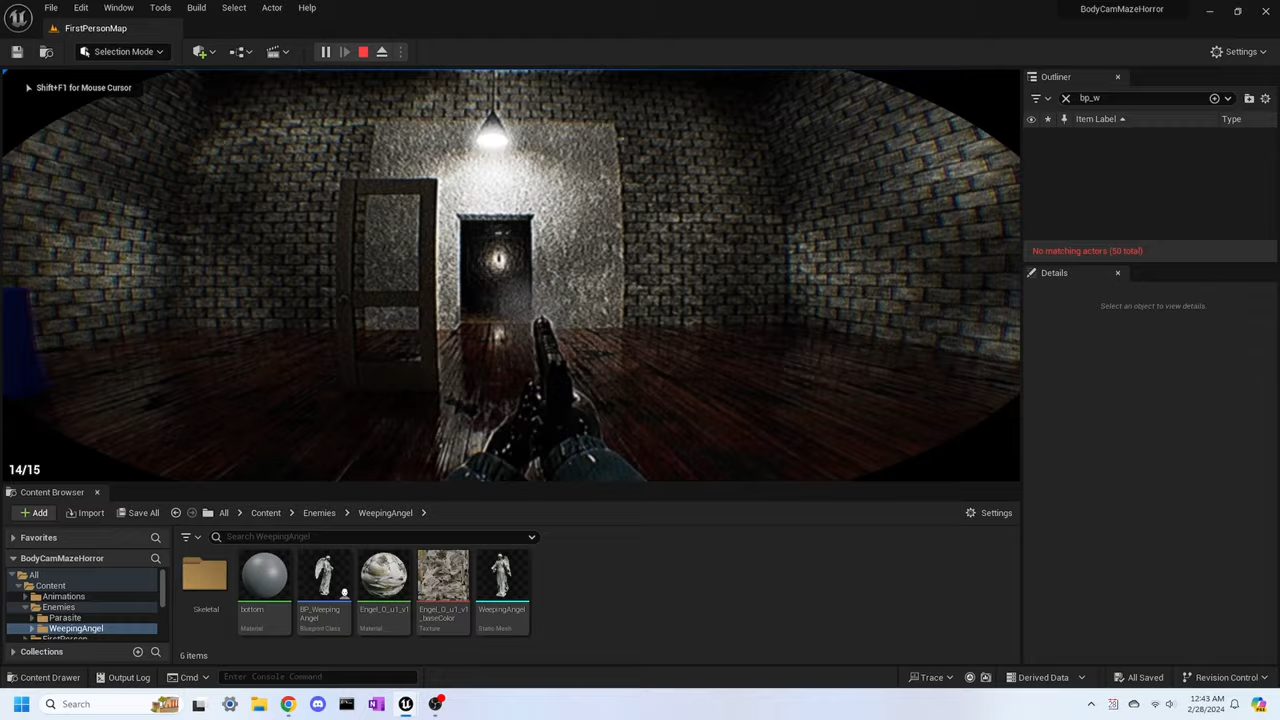 File Edit Window Tools Build Select Actor Help
BodyCamMazeHorror
FirstPersonMap
Selection Mode
Settings
Shift+F1 for Mouse Cursor
14/15
Outliner
bp_w
Item Label
Type
No matching actors (50 total)
Details
Select an object to view details.
Content Browser
Add
Import
Save All
All
Content
Enemies
WeepingAngel
Settings
Favorites
BodyCamMazeHorror
All
Content
Animations
Enemies
Parasite
WeepingAngel
FirstPerson
Collections
Search WeepingAngel
Skeletal
bottom
Material
BP_Weeping
Angel
Blueprint Class
Engel_O_u1_v1
Material
Engel_O_u1_v1
_baseColor
Texture
WeepingAngel
Static Mesh
6 items
Content Drawer
Output Log
Cmd
Enter Console Command
Trace
Derived Data
All Saved
Revision Control
Search
12:43 AM
2/28/2024